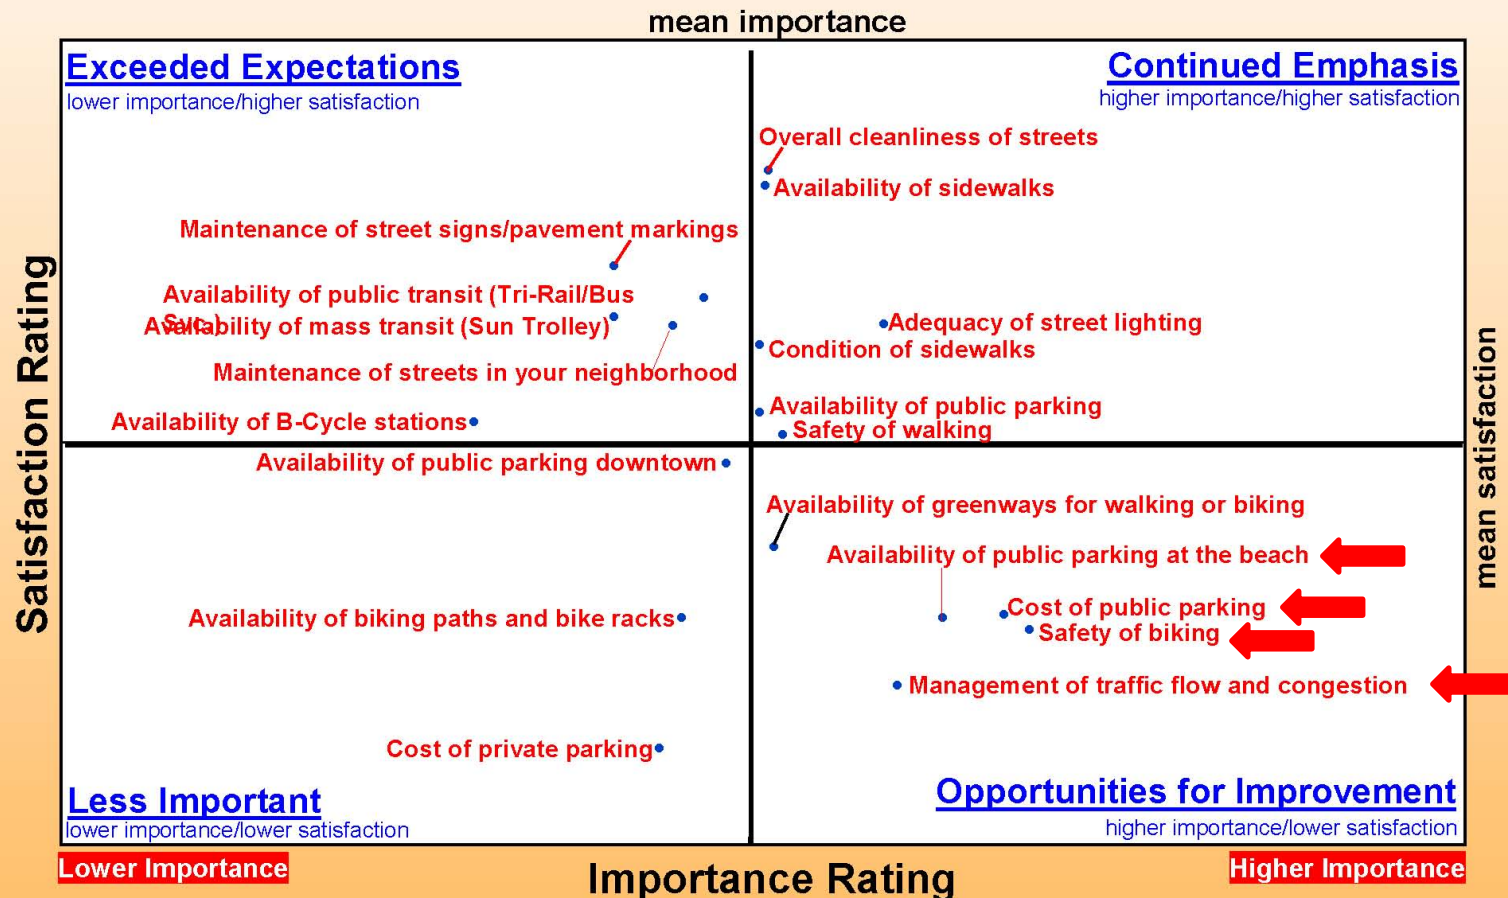 mean importance
Exceeded Expectations
lower importance/higher satisfaction
Continued Emphasis
higher importance/higher satisfaction
Overall cleanliness of streets
Availability of sidewalks
Maintenance of street signs/pavement markings
Availability of public transit (Tri-Rail/Bus
Svc.)
Availability of mass transit (Sun Trolley)
Adequacy of street lighting
Condition of sidewalks
Maintenance of streets in your neighborhood
Availability of public parking
Availability of B-Cycle stations
Safety of walking
Satisfaction Rating
mean satisfaction
Availability of public parking downtown
Availability of greenways for walking or biking
Availability of public parking at the beach
Cost of public parking
Availability of biking paths and bike racks
Safety of biking
Management of traffic flow and congestion
Cost of private parking
Less Important
lower importance/lower satisfaction
Opportunities for Improvement
higher importance/lower satisfaction
Lower Importance
Importance Rating
Higher Importance